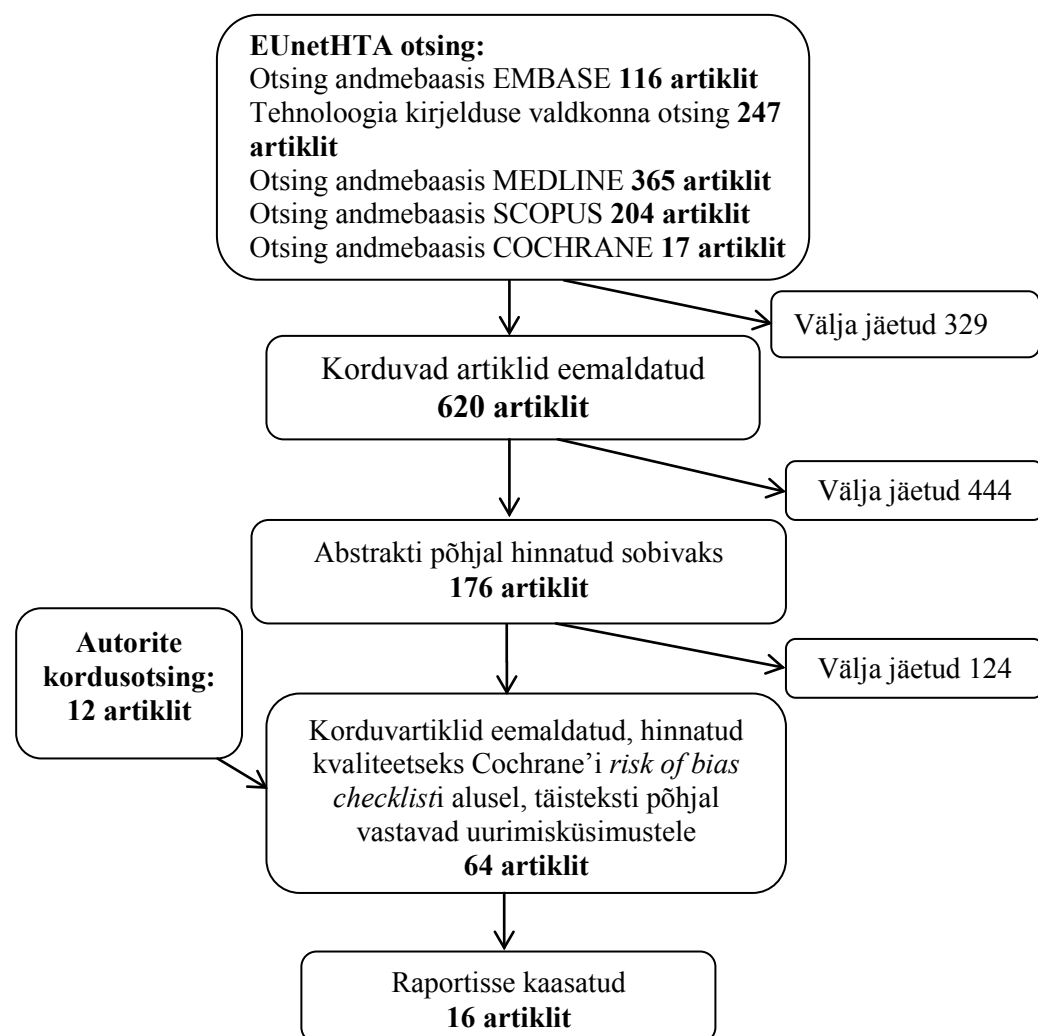 EUnetHTA otsing:
Otsing andmebaasis EMBASE 116 artiklit
Tehnoloogia kirjelduse valdkonna otsing 247
artiklit
Otsing andmebaasis MEDLINE 365 artiklit
Otsing andmebaasis SCOPUS 204 artiklit
Otsing andmebaasis COCHRANE 17 artiklit
Välja jäetud 329
Korduvad artiklid eemaldatud
620 artiklit
Välja jäetud 444
Abstrakti põhjal hinnatud sobivaks
176 artiklit
Autorite
kordusotsing:
12 artiklit
Välja jäetud 124
Korduvartiklid eemaldatud, hinnatud
kvaliteetseks Cochrane’i risk of bias
checklisti alusel, täisteksti põhjal
vastavad uurimisküsimustele
64 artiklit
Raportisse kaasatud
16 artiklit